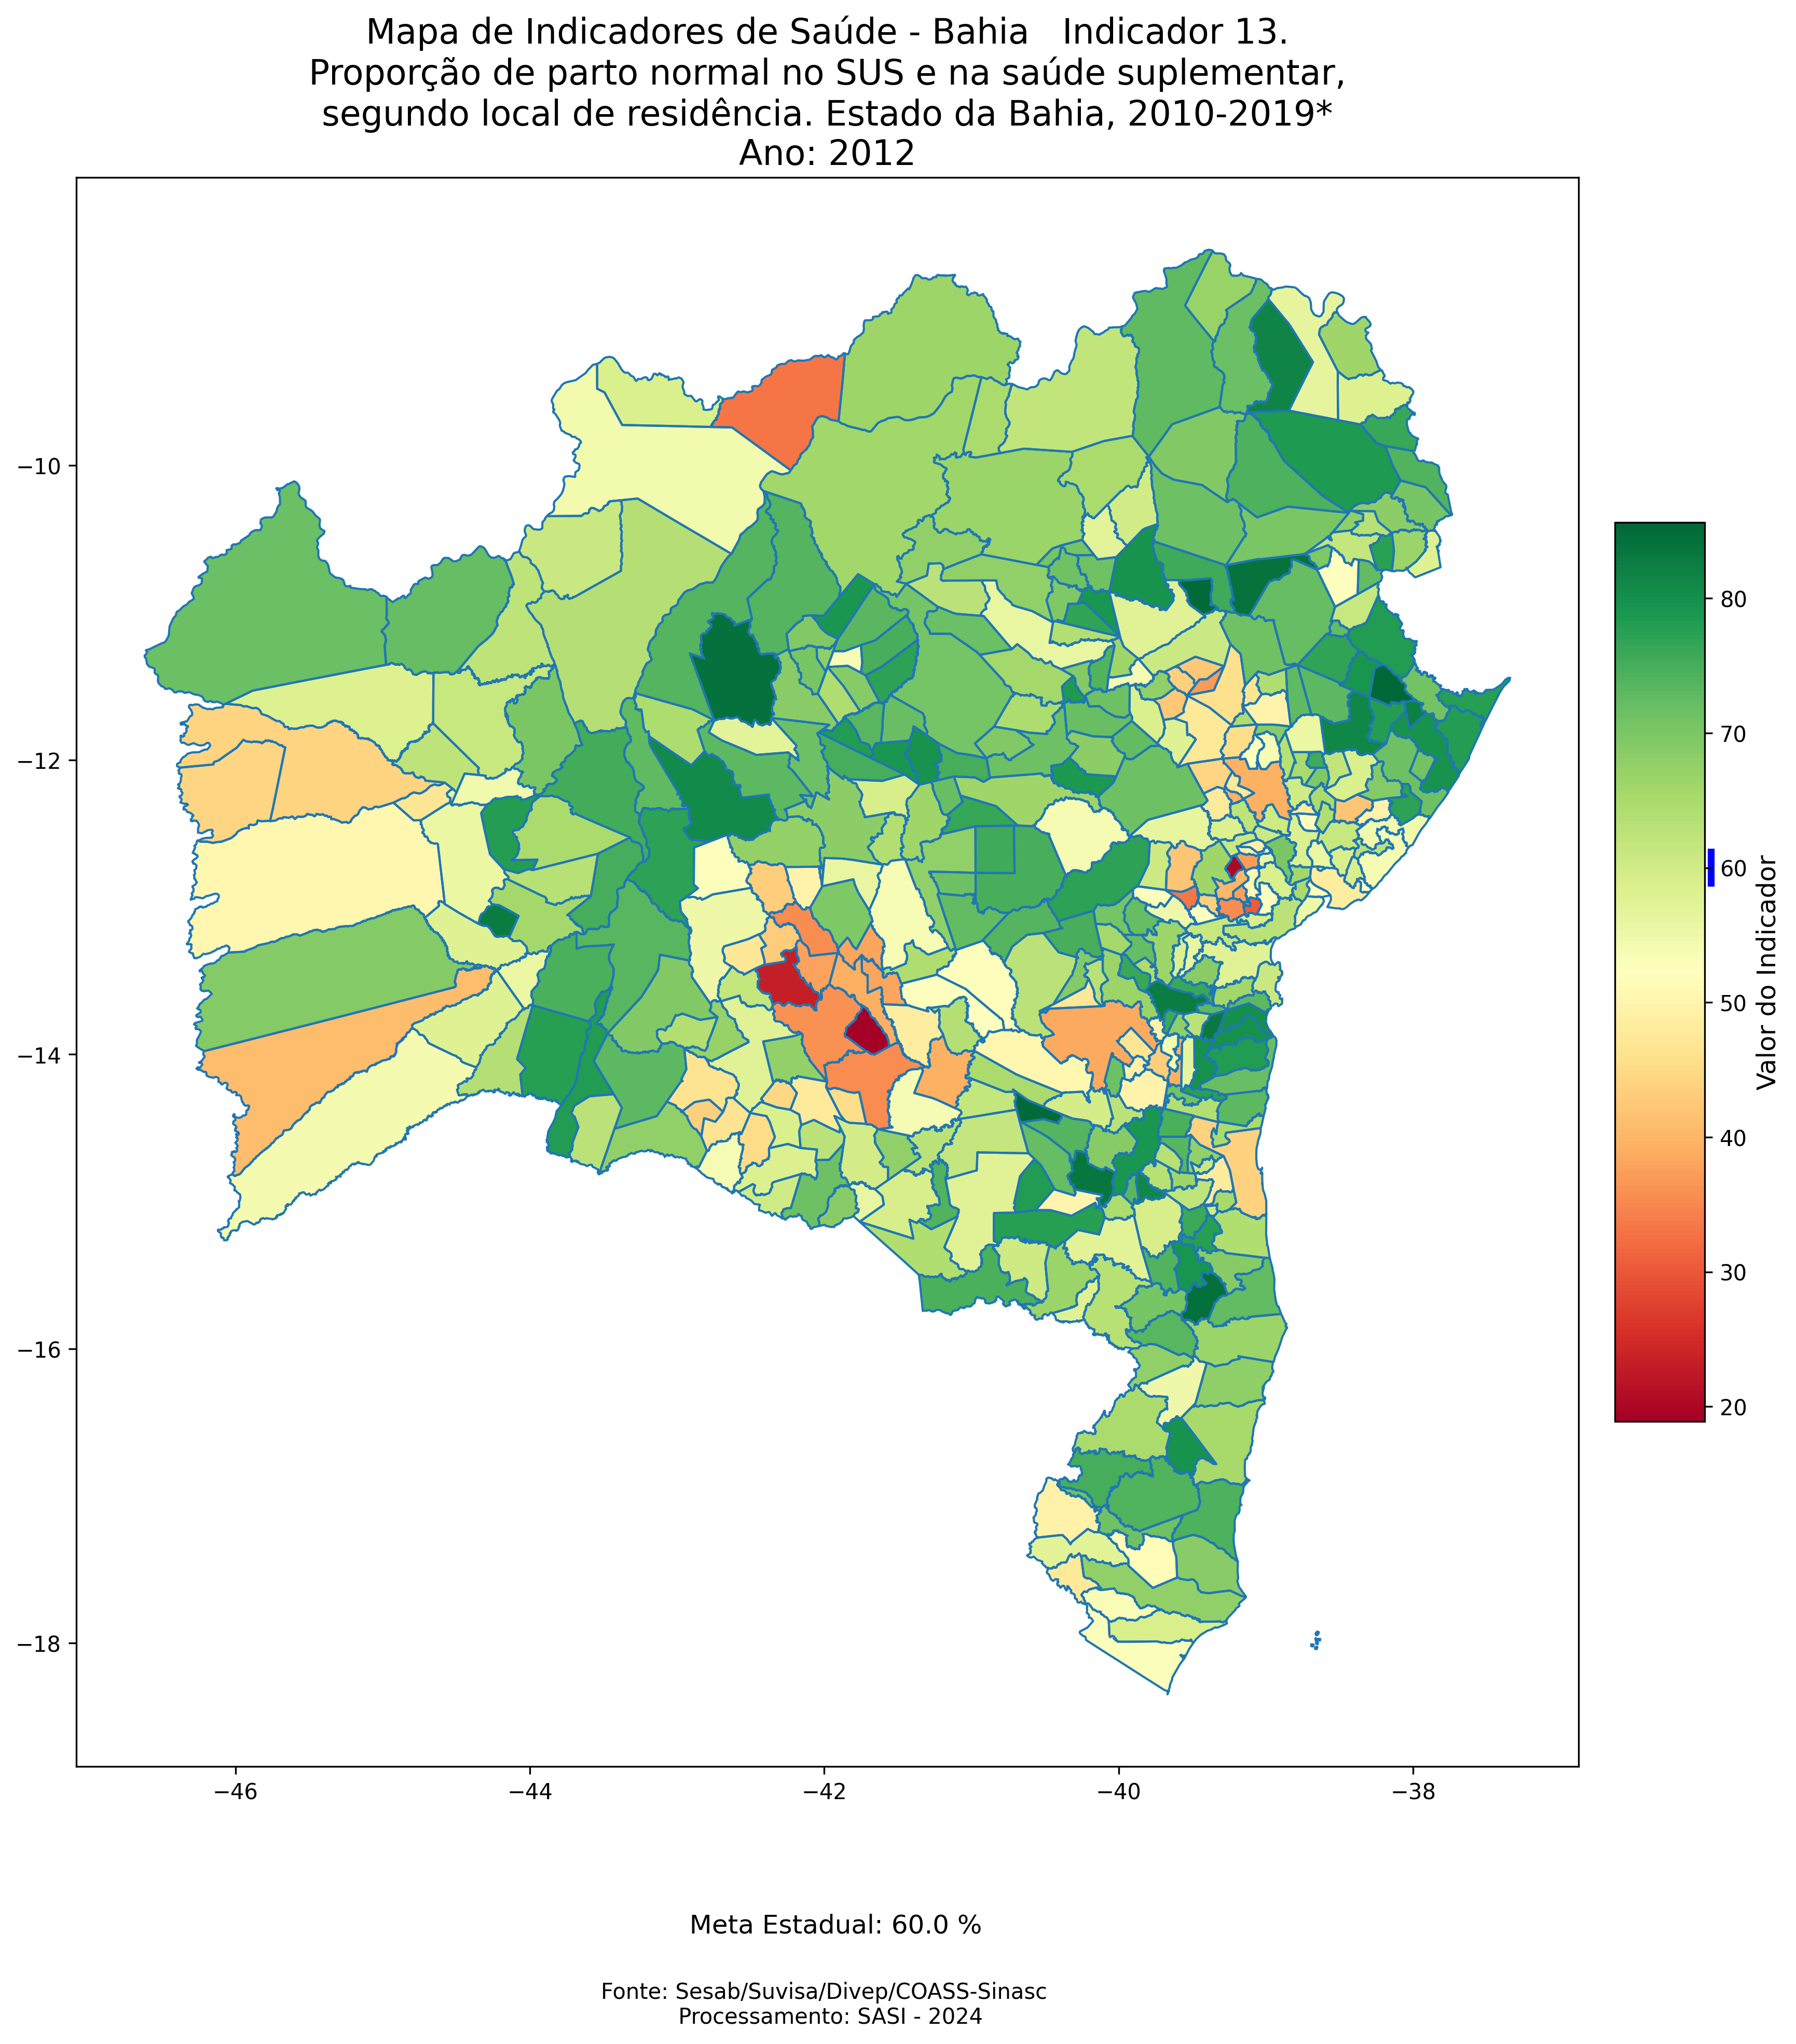 Mapa de Indicadores de Saúde - Bahia   Indicador 13.
Proporção de parto normal no SUS e na saúde suplementar,
segundo local de residência. Estado da Bahia, 2010-2019*
Ano: 2012
−10
−12
−14
−16
−18
−46
−44
−42
−40
−38
80
70
60
50
40
30
20
Valor do Indicador
Meta Estadual: 60.0 %
Fonte: Sesab/Suvisa/Divep/COASS-Sinasc
Processamento: SASI - 2024